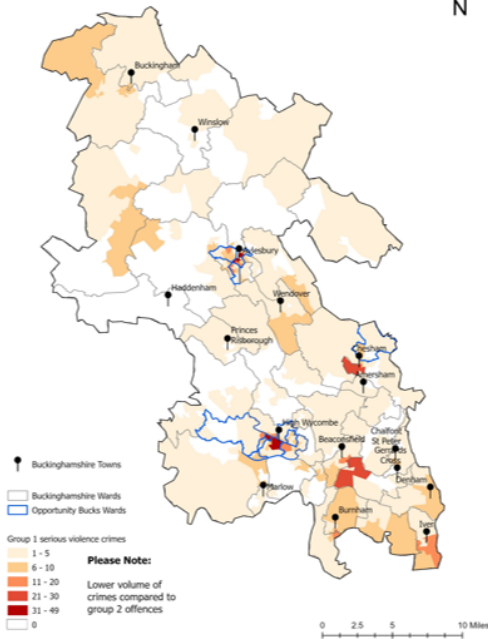 N
Buckingham
Winslow
Aylesbury
Haddenham
Wendover
Princes
Risborough
Chesham
Amersham
High Wycombe
Beaconsfield
Chalfont
St Peter
Gerrards
Cross
Denham
Marlow
Burnham
Iver
Buckinghamshire Towns
Buckinghamshire Wards
Opportunity Bucks Wards
Group 1 serious violence crimes
1 - 5
6 - 10
11 - 20
21 - 30
31 - 49
0
Please Note:
Lower volume of
crimes compared to
group 2 offences
0 2.5 5 10 Miles